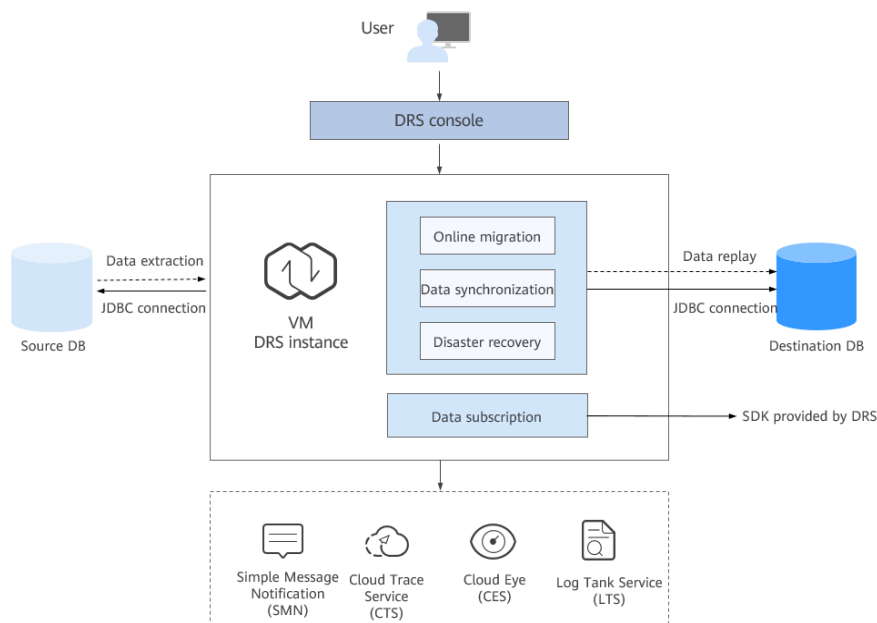 User
DRS console
Online migration
Data extraction
Data replay
Data synchronization
JDBC connection
JDBC connection
VM
DRS instance
Source DB
Disaster recovery
Destination DB
Data subscription
SDK provided by DRS
Simple Message
Notification
(SMN)
Cloud Trace
Service
(CTS)
Cloud Eye
(CES)
Log Tank Service
(LTS)